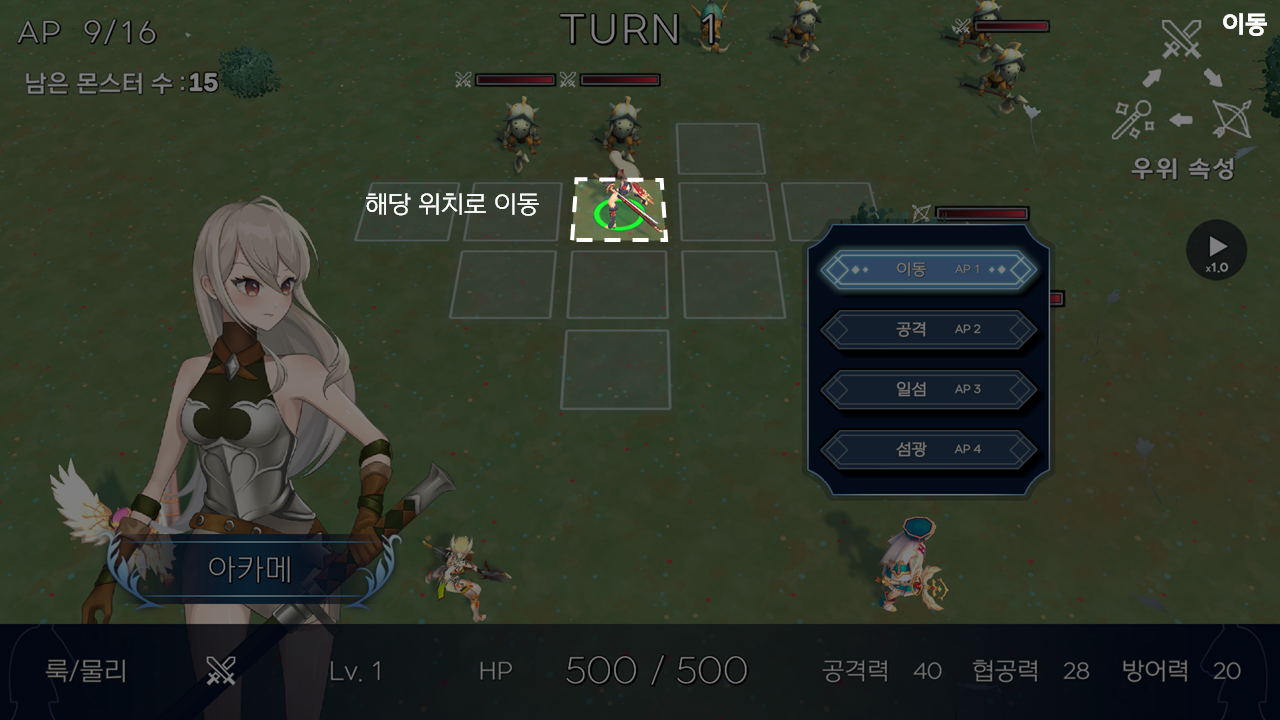 AP 9/16
TURN 1
이동
남은 몬스터 수 :15
우위 속성
해당 위치로 이동
x1.0
이동 AP 1
공격 AP 2
일섬 AP 3
섬광 AP 4
아카메
룩/물리 Lv. 1 HP 500 / 500 공격력 40 협공력 28 방어력 20